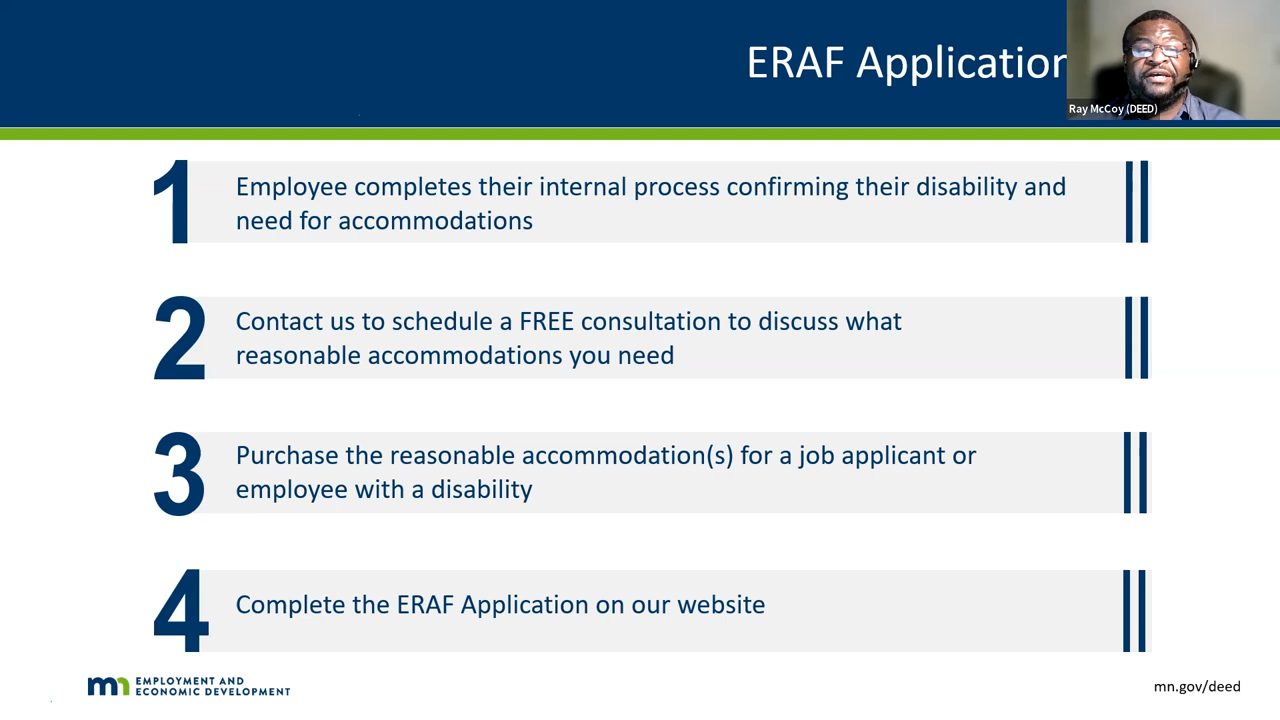 ERAF Application
Ray McCoy (DEED)
1
Employee completes their internal process confirming their disability and
need for accommodations
2
Contact us to schedule a FREE consultation to discuss what
reasonable accommodations you need
3
Purchase the reasonable accommodation(s) for a job applicant or
employee with a disability
4
Complete the ERAF Application on our website
mn EMPLOYMENT AND
ECONOMIC DEVELOPMENT
mn.gov/deed